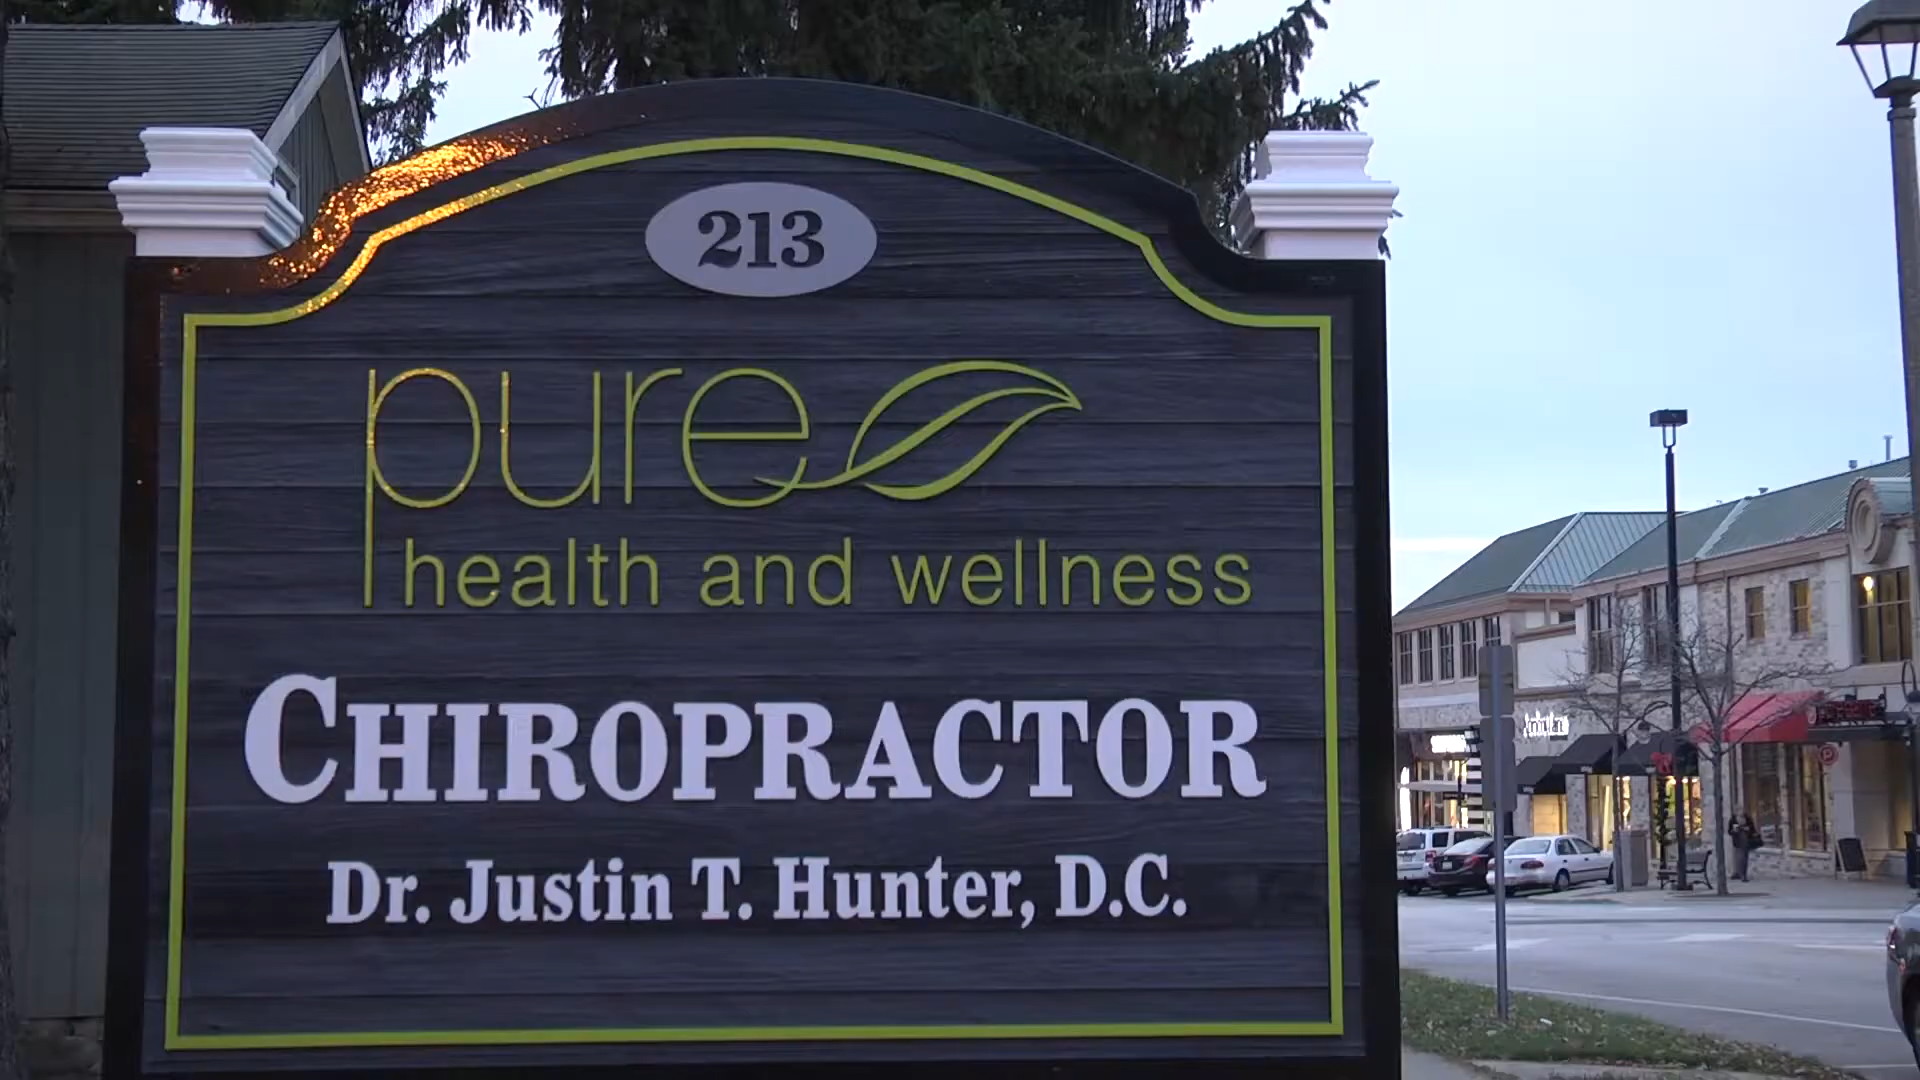 213
pure
health and wellness
CHIROPRACTOR
Dr. Justin T. Hunter, D.C.